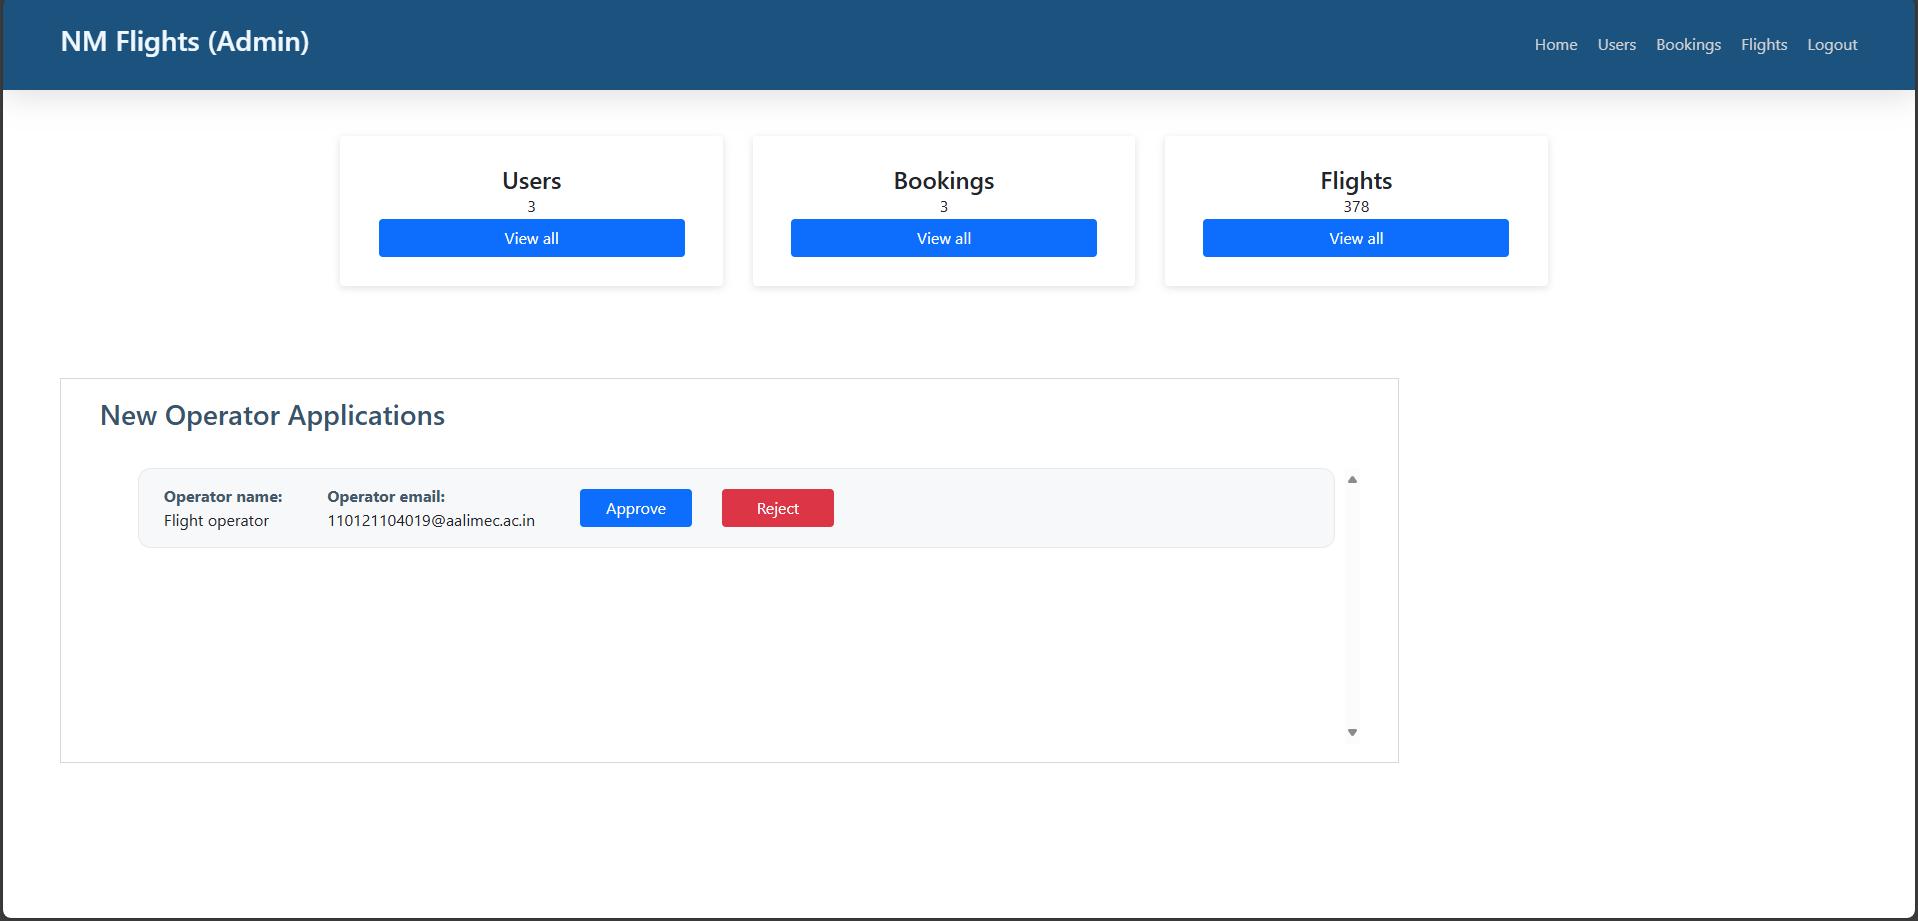 NM Flights (Admin)
Home Users Bookings Flights Logout
Users
3
View all
Bookings
3
View all
Flights
378
View all
New Operator Applications
Operator name:
Flight operator
Operator email:
110121104019@aalimec.ac.in
Approve
Reject